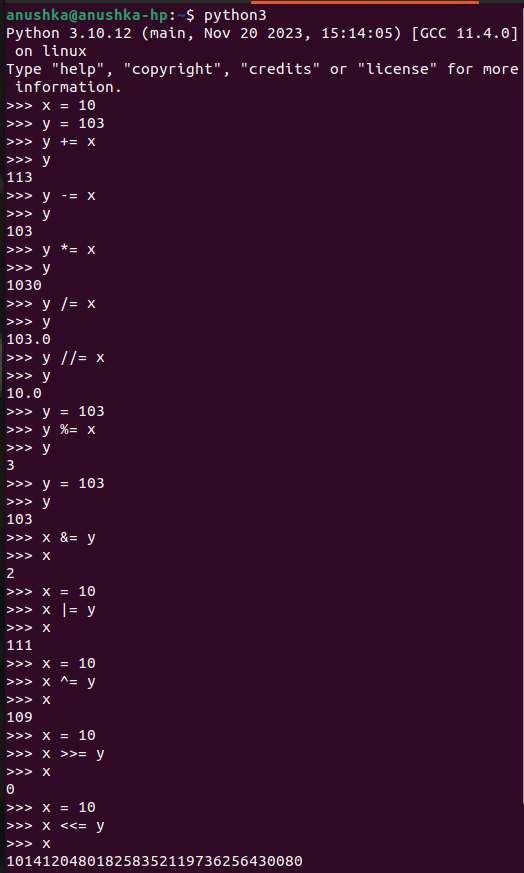 anushka@anushka-hp:~$ python3
Python 3.10.12 (main, Nov 20 2023, 15:14:05) [GCC 11.4.0]
 on linux
Type "help", "copyright", "credits" or "license" for more
 information.
>>> x = 10
>>> y = 103
>>> y += x
>>> y
113
>>> y -= x
>>> y
103
>>> y *= x
>>> y
1030
>>> y /= x
>>> y
103.0
>>> y //= x
>>> y
10.0
>>> y = 103
>>> y %= x
>>> y
3
>>> y = 103
>>> y
103
>>> x &= y
>>> x
2
>>> x = 10
>>> x |= y
>>> x
111
>>> x = 10
>>> x ^= y
>>> x
109
>>> x = 10
>>> x >>= y
>>> x
0
>>> x = 10
>>> x <<= y
>>> x
101412048018258352119736256430080